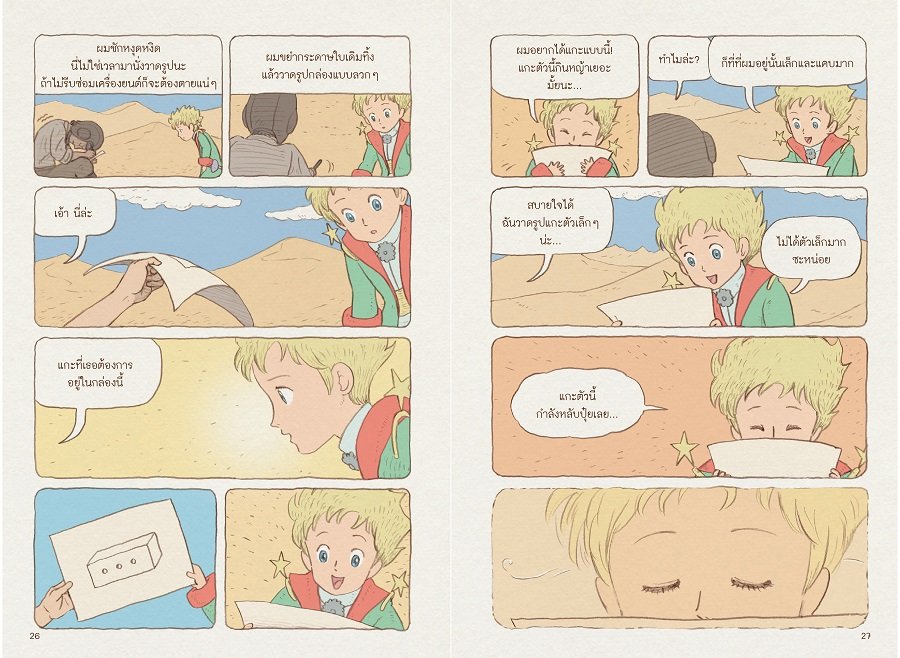 ผมชักหงุดหงิด
นี่ไม่ใช่เวลามานั่งวาดรูปนะ
ถ้าไม่รีบซ่อมเครื่องยนต์ก็จะต้องตายแน่ๆ
ผมขยำกระดาษใบเดิมทิ้ง
แล้ววาดรูปกล่องแบบลวกๆ
เอ้า นี่ล่ะ
แกะที่เธอต้องการ
อยู่ในกล่องนี้
26
ผมอยากได้แกะแบบนี้!
แกะตัวนี้กินหญ้าเยอะ
มั้ยนะ...
ทำไมล่ะ?
ก็ที่ที่ผมอยู่นั้นเล็กและแคบมาก
สบายใจได้
ฉันวาดรูปแกะตัวเล็กๆ
น่ะ...
ไม่ได้ตัวเล็กมาก
ซะหน่อย
แกะตัวนี้
กำลังหลับปุ๋ยเลย...
27